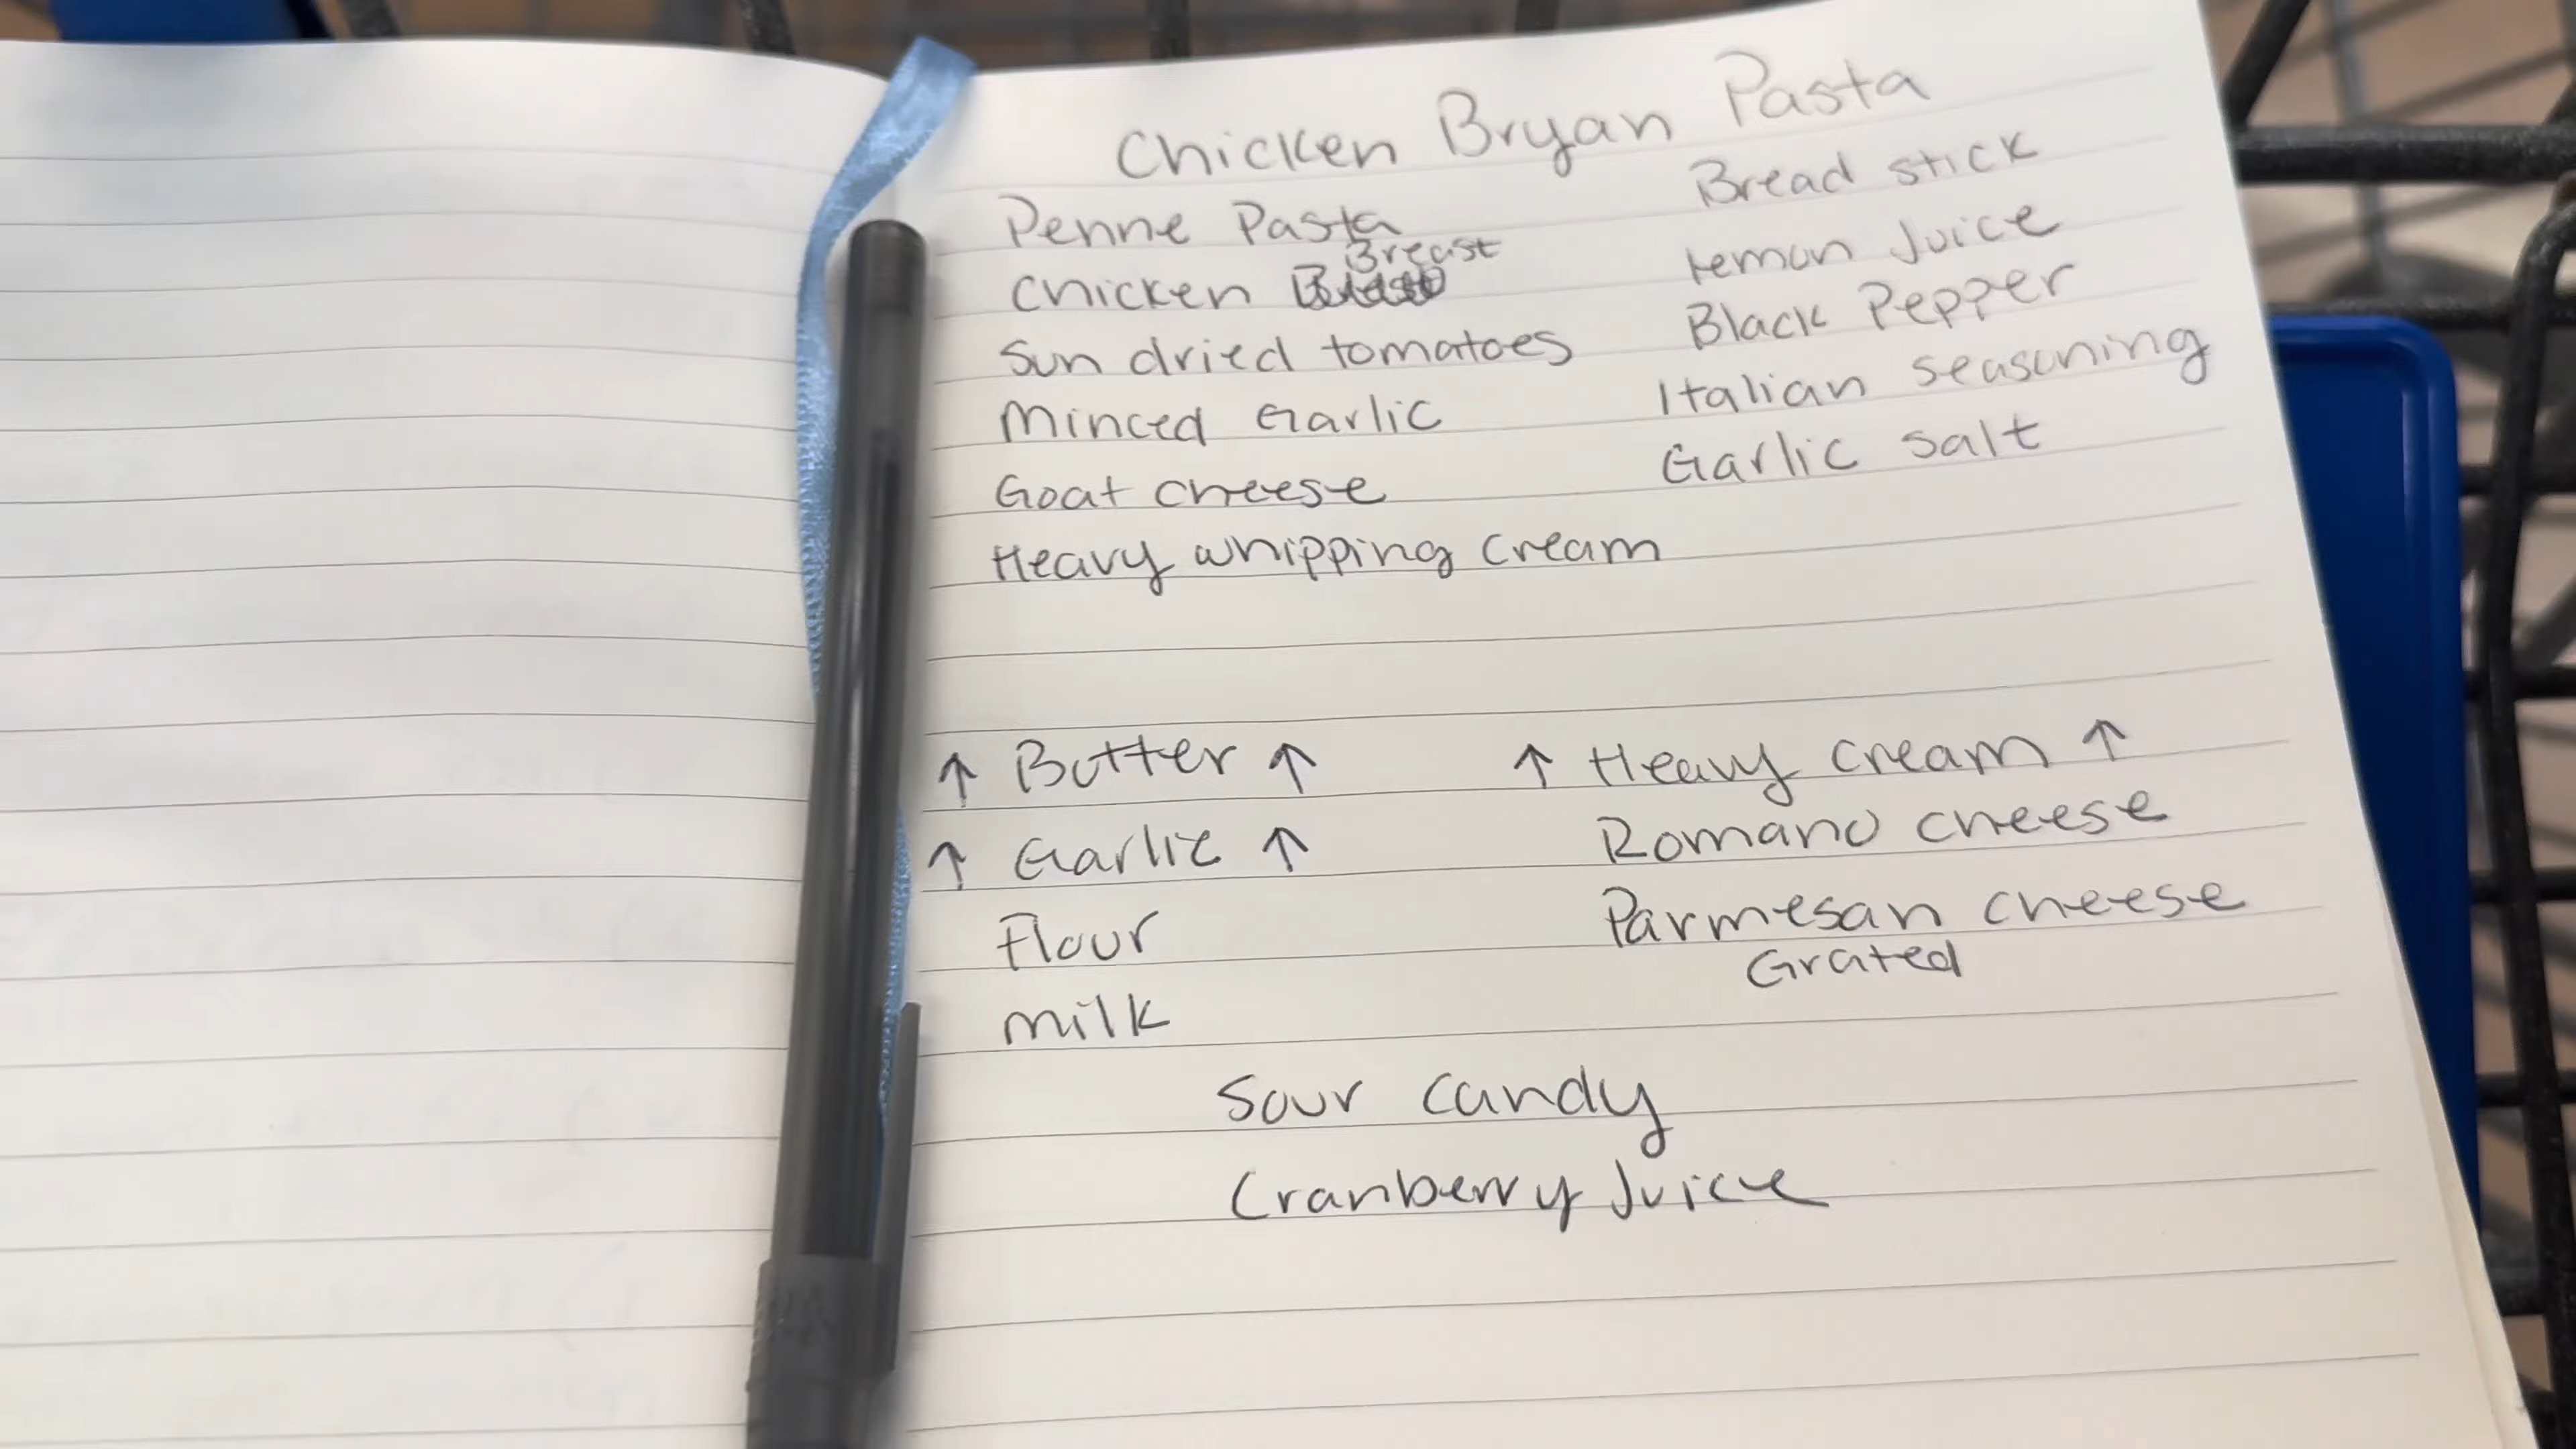 Chicken Bryan Pasta
Penne Pasta
Chicken Breast
Sun dried tomatoes
Minced Garlic
Goat cheese
Heavy whipping cream
Bread stick
lemon Juice
Black Pepper
Italian seasoning
Garlic salt
↑ Butter ↑
↑ Garlic ↑
Flour
milk
↑ Heavy cream ↑
Romano cheese
Parmesan cheese
Grated
Sour candy
Cranberry Juice